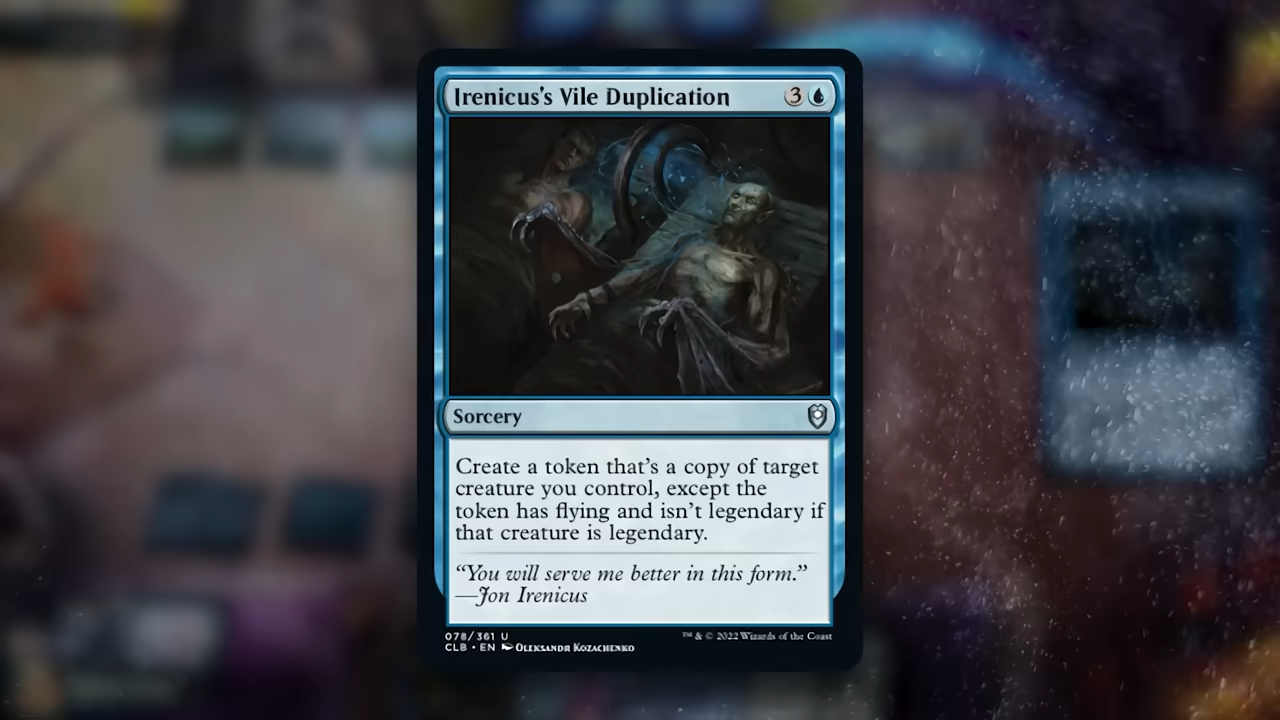 Irenicus's Vile Duplication 3
Sorcery
Create a token that's a copy of target
creature you control, except the
token has flying and isn't legendary if
that creature is legendary.
"You will serve me better in this form."
—Jon Irenicus
078/361 U
™ & © 2022 Wizards of the Coast
CLB • EN Oleksandr Kozachenko